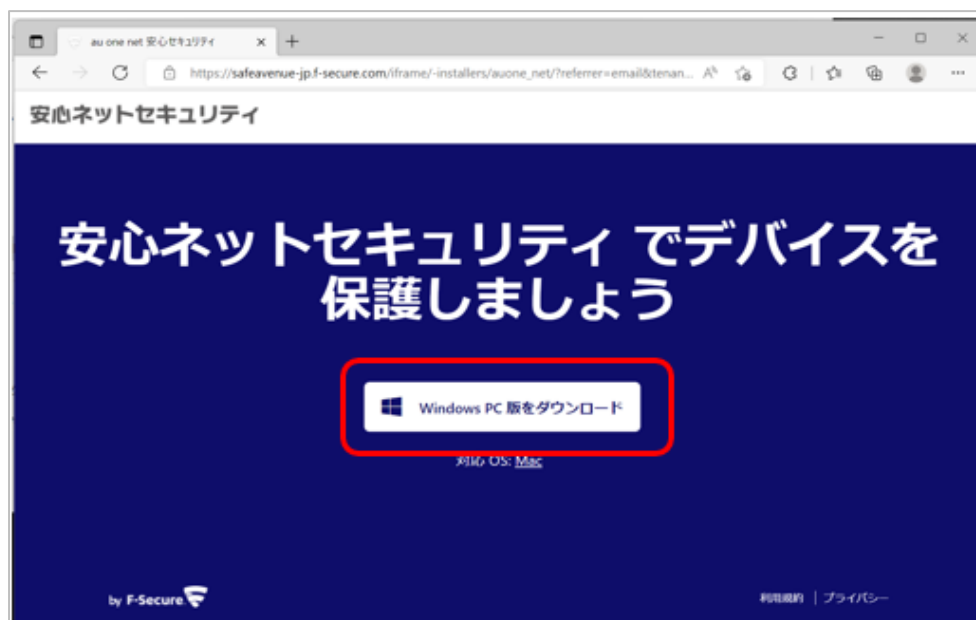 au one net 安心セキュリティ
https://safeavenue-jp.f-secure.com/iframe/-installers/auone_net/?referrer=email&tenan...
安心ネットセキュリティ
安心ネットセキュリティ でデバイスを
保護しましょう
Windows PC 版をダウンロード
対応 OS: Mac
by F-Secure
利用規約 | プライバシー